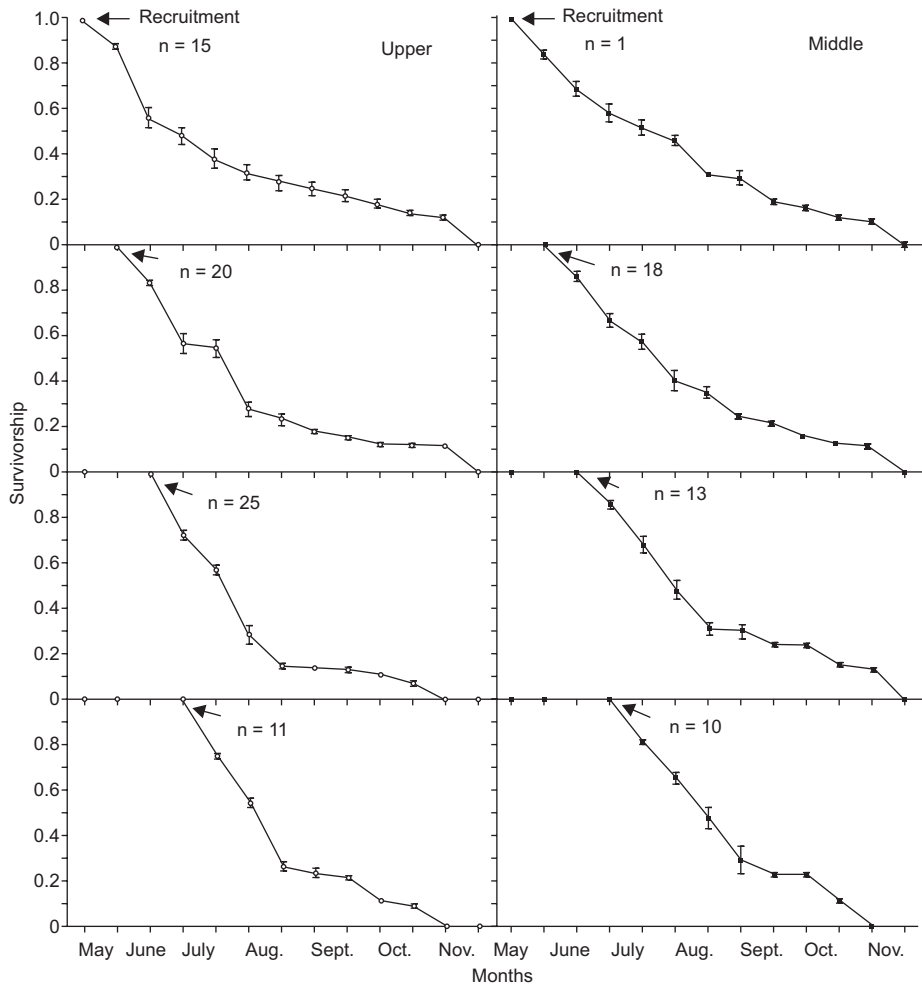 1.0
Recruitment
n = 15
Upper
0.8
0.6
0.4
0.2
0
Recruitment
n = 1
Middle
n = 20
0.8
0.6
0.4
0.2
0
n = 18
n = 25
0.8
0.6
0.4
0.2
0
n = 13
n = 11
0.8
0.6
0.4
0.2
0
n = 10
Survivorship
May June July Aug. Sept. Oct. Nov.
May June July Aug. Sept. Oct. Nov.
Months